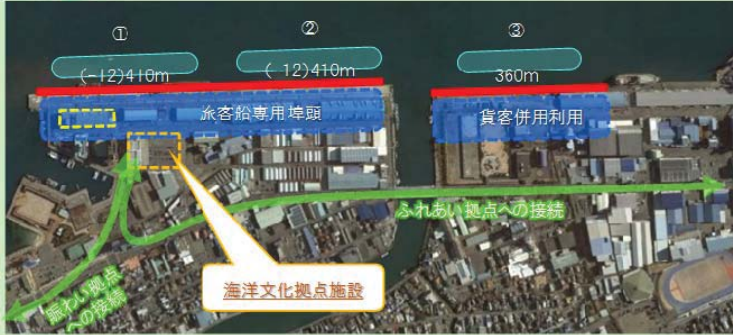 ①
②
③
(-12)410m
( 12)410m
360m
旅客船専用埠頭
貨客併用利用
ふれあい拠点への接続
海洋文化拠点施設
賑わい拠点
への接続